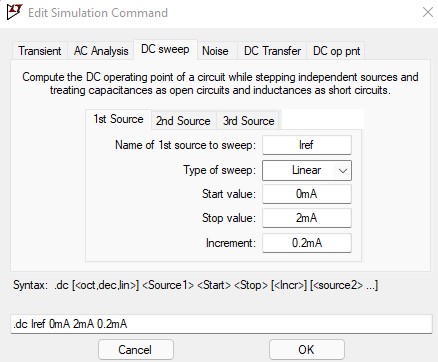 Edit Simulation Command
Transient AC Analysis DC sweep Noise DC Transfer DC op pnt
Compute the DC operating point of a circuit while stepping independent sources and
treating capacitances as open circuits and inductances as short circuits.
1st Source 2nd Source 3rd Source
Name of 1st source to sweep: Iref
Type of sweep: Linear
Start value: 0mA
Stop value: 2mA
Increment: 0.2mA
Syntax: .dc [<oct,dec,lin>] <Source1> <Start> <Stop> [<Incr>] [<source2> ...]
.dc Iref 0mA 2mA 0.2mA
Cancel OK